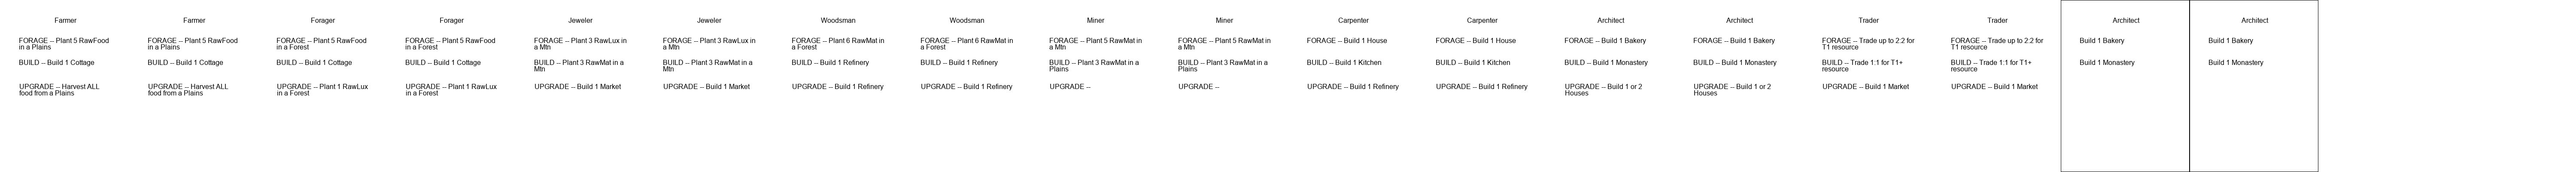 Farmer
FORAGE -- Plant 5 RawFood
in a Plains
BUILD -- Build 1 Cottage
UPGRADE -- Harvest ALL
food from a Plains
Farmer
FORAGE -- Plant 5 RawFood
in a Plains
BUILD -- Build 1 Cottage
UPGRADE -- Harvest ALL
food from a Plains
Forager
FORAGE -- Plant 5 RawFood
in a Forest
BUILD -- Build 1 Cottage
UPGRADE -- Plant 1 RawLux
in a Forest
Forager
FORAGE -- Plant 5 RawFood
in a Forest
BUILD -- Build 1 Cottage
UPGRADE -- Plant 1 RawLux
in a Forest
Jeweler
FORAGE -- Plant 3 RawLux in
a Mtn
BUILD -- Plant 3 RawMat in a
Mtn
UPGRADE -- Build 1 Market
Jeweler
FORAGE -- Plant 3 RawLux in
a Mtn
BUILD -- Plant 3 RawMat in a
Mtn
UPGRADE -- Build 1 Market
Woodsman
FORAGE -- Plant 6 RawMat in
a Forest
BUILD -- Build 1 Refinery
UPGRADE -- Build 1 Refinery
Woodsman
FORAGE -- Plant 6 RawMat in
a Forest
BUILD -- Build 1 Refinery
UPGRADE -- Build 1 Refinery
Miner
FORAGE -- Plant 5 RawMat in
a Mtn
BUILD -- Plant 3 RawMat in a
Plains
UPGRADE --
Miner
FORAGE -- Plant 5 RawMat in
a Mtn
BUILD -- Plant 3 RawMat in a
Plains
UPGRADE --
Carpenter
FORAGE -- Build 1 House
BUILD -- Build 1 Kitchen
UPGRADE -- Build 1 Refinery
Carpenter
FORAGE -- Build 1 House
BUILD -- Build 1 Kitchen
UPGRADE -- Build 1 Refinery
Architect
FORAGE -- Build 1 Bakery
BUILD -- Build 1 Monastery
UPGRADE -- Build 1 or 2
Houses
Architect
FORAGE -- Build 1 Bakery
BUILD -- Build 1 Monastery
UPGRADE -- Build 1 or 2
Houses
Trader
FORAGE -- Trade up to 2:2 for
T1 resource
BUILD -- Trade 1:1 for T1+
resource
UPGRADE -- Build 1 Market
Trader
FORAGE -- Trade up to 2:2 for
T1 resource
BUILD -- Trade 1:1 for T1+
resource
UPGRADE -- Build 1 Market
Architect
Build 1 Bakery
Build 1 Monastery
Architect
Build 1 Bakery
Build 1 Monastery